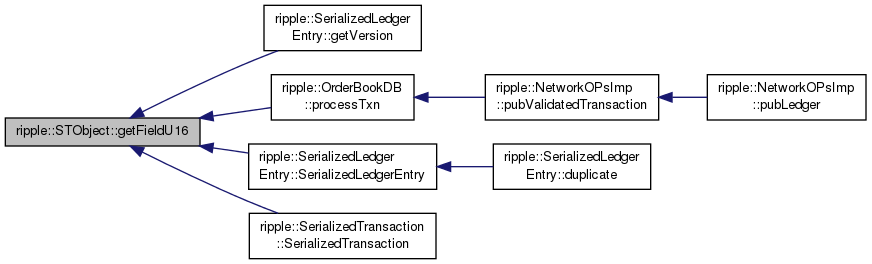 ripple::SerializedLedger
Entry::getVersion
ripple::OrderBookDB
::processTxn
ripple::NetworkOPsImp
::pubValidatedTransaction
ripple::NetworkOPsImp
::pubLedger
ripple::STObject::getFieldU16
ripple::SerializedLedger
Entry::SerializedLedgerEntry
ripple::SerializedLedger
Entry::duplicate
ripple::SerializedTransaction
::SerializedTransaction